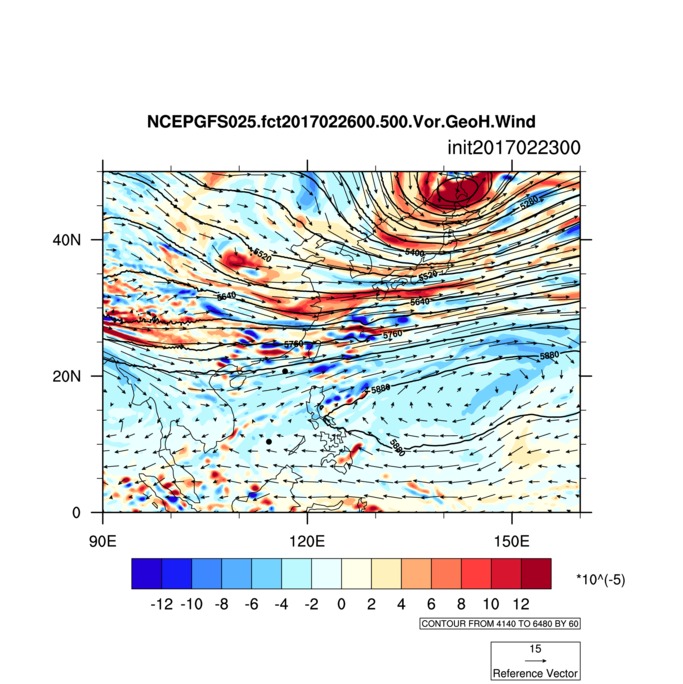 NCEPGFS025.fct2017022600.500.Vor.GeoH.Wind
init2017022300
5280
40N
5400
5520
5520
5640
5640
5760
5760
5880
20N
5880
5880
0
90E 120E 150E
-12 -10 -8 -6 -4 -2 0 2 4 6 8 10 12 *10^(-5)
CONTOUR FROM 4140 TO 6480 BY 60
15
Reference Vector